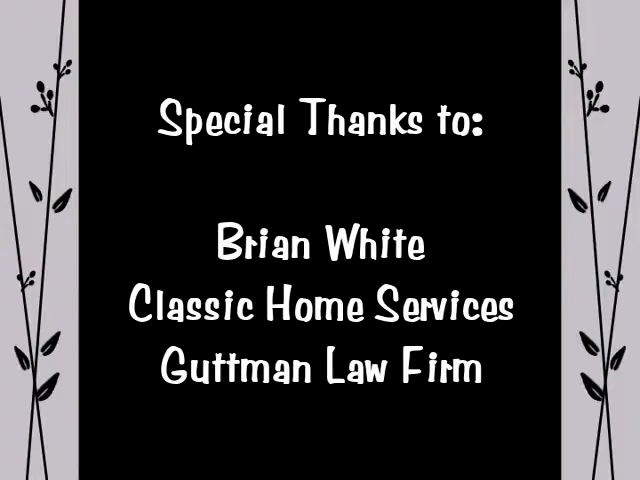 Special Thanks to:
Brian White
Classic Home Services
Guttman Law Firm